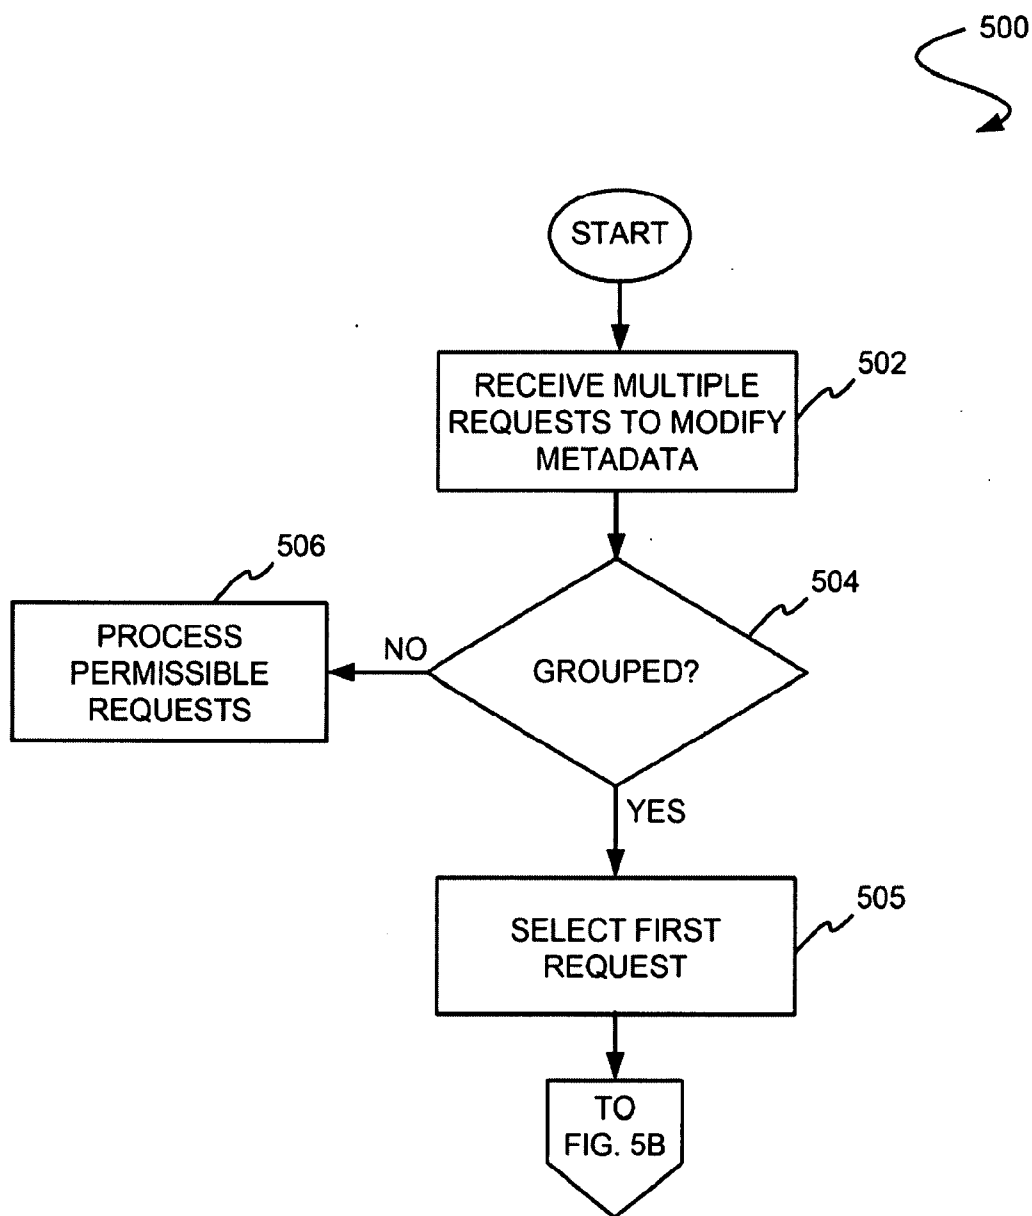 500
START
RECEIVE MULTIPLE
REQUESTS TO MODIFY
METADATA
502
506
504
PROCESS
PERMISSIBLE
REQUESTS
NO
GROUPED?
YES
505
SELECT FIRST
REQUEST
TO
FIG. 5B